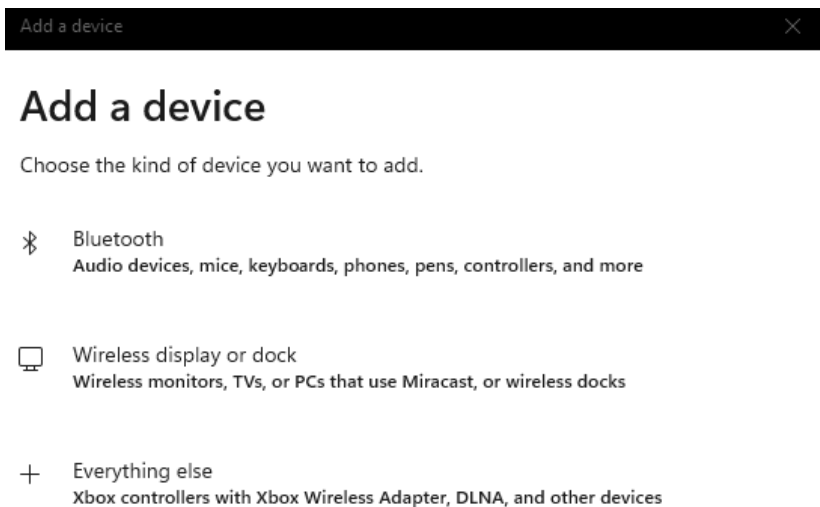 Add a device
Add a device
Choose the kind of device you want to add.
Bluetooth
Audio devices, mice, keyboards, phones, pens, controllers, and more
Wireless display or dock
Wireless monitors, TVs, or PCs that use Miracast, or wireless docks
Everything else
Xbox controllers with Xbox Wireless Adapter, DLNA, and other devices